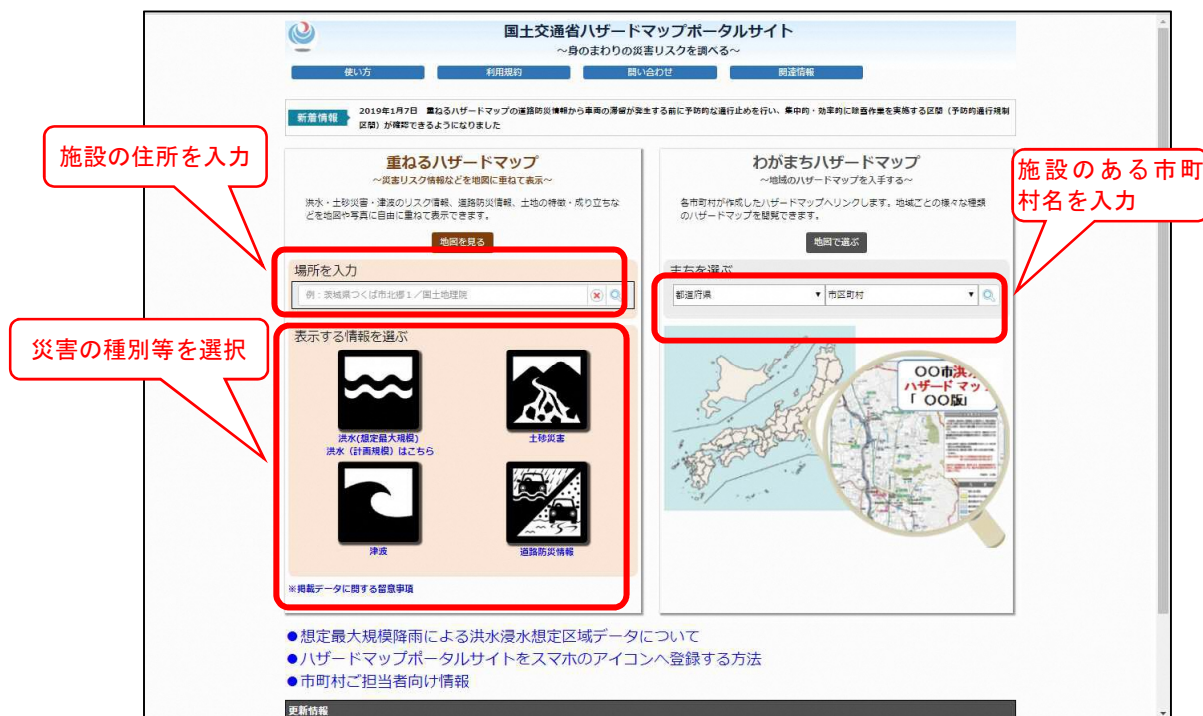 国土交通省ハザードマップポータルサイト
～身のまわりの災害リスクを調べる～
使い方
利用規約
問い合わせ
関連情報
新着情報
2019年1月7日 重ねるハザードマップの道路防災情報から車両の滞留が発生する前に予防的な通行止めを行い、集中的・効率的に除雪作業を実施する区間（予防的通行規制
区間）が確認できるようになりました
施設の住所を入力
重ねるハザードマップ
～災害リスク情報などを地図に重ねて表示～
洪水・土砂災害・津波のリスク情報、道路防災情報、土地の特徴・成り立ちな
どを地図や写真に自由に重ねて表示できます。
地図を見る
場所を入力
例：茨城県つくば市北郷１／国土地理院
災害の種別等を選択
表示する情報を選ぶ
洪水(想定最大規模)
洪水（計画規模）はこちら
土砂災害
津波
道路防災情報
※掲載データに関する留意事項
わがまちハザードマップ
～地域のハザードマップを入手する～
各市町村が作成したハザードマップへリンクします。地域ごとの様々な種類
のハザードマップを閲覧できます。
地図で選ぶ
施設のある市町
村名を入力
まちを選ぶ
都道府県
市区町村
〇〇市洪水
ハザードマップ
「 〇〇版」
●想定最大規模降雨による洪水浸水想定区域データについて
●ハザードマップポータルサイトをスマホのアイコンへ登録する方法
●市町村ご担当者向け情報
更新情報